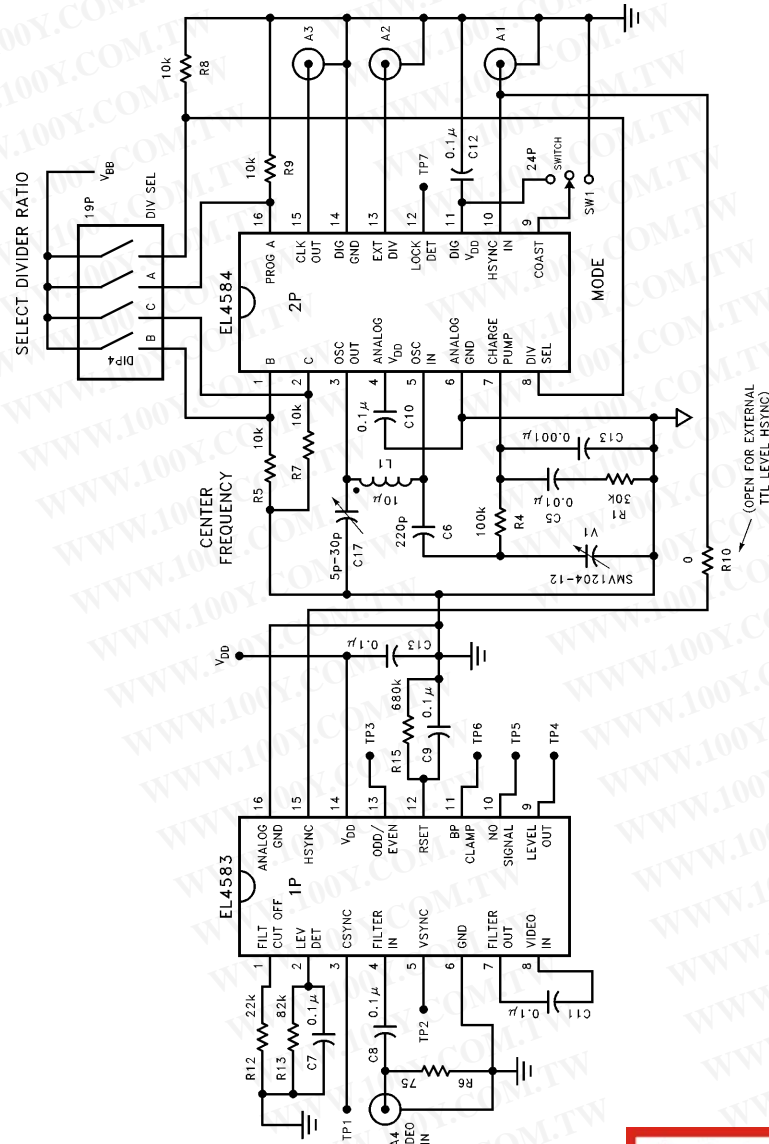 SELECT DIVIDER RATIO
VBB
19P
DIV SEL
DIP4
B
C
A
10k
R8
10k
R9
A3
A2
A1
0.1μ
C12
TP7
24P
SWITCH
SW1
MODE
EL4584
2P
16
PROG A
15
CLK OUT
14
DIG GND
13
EXT DIV
12
LOCK DET
11
DIG VDD
10
HSYNC IN
9
COAST
1
B
2
C
3
OSC OUT
4
ANALOG VDD
5
OSC IN
6
ANALOG GND
7
CHARGE PUMP
8
DIV SEL
CENTER FREQUENCY
10k
R5
10k
R7
0.1μ
C10
L1
10μ
5p-30p
C17
220p
C6
100k
R4
0.001μ
C13
0.01μ
C5
30k
R1
V1
SMV1204-12
0
R10
(OPEN FOR EXTERNAL
TTL LEVEL HSYNC)
VDD
0.1μ
C13
680k
R15
0.1μ
C9
TP3
TP6
TP5
TP4
EL4583
1P
16
ANALOG GND
15
HSYNC
14
VDD
13
ODD/EVEN
12
RSET
11
BP CLAMP
10
NO SIGNAL
9
LEVEL OUT
1
FILT CUT OFF
2
LEV DET
3
CSYNC
4
FILTER IN
5
VSYNC
6
GND
7
FILTER OUT
8
VIDEO IN
22k
R12
82k
R13
0.1μ
C7
TP1
0.1μ
C8
TP2
75
R6
0.1μ
C11
A4
IN
WWW.100Y.COM.TW